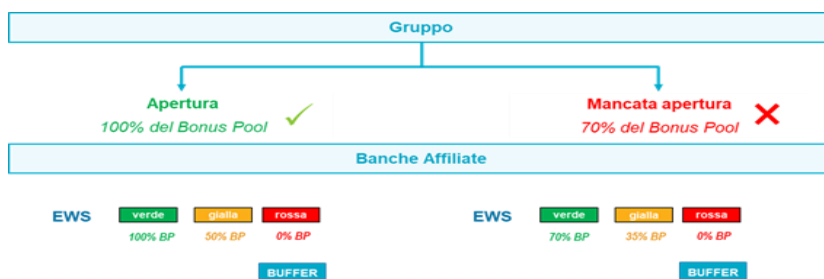 Gruppo
Apertura
100% del Bonus Pool
Mancata apertura
70% del Bonus Pool
Banche Affiliate
EWS verde gialla rossa
100% BP 50% BP 0% BP
BUFFER
EWS verde gialla rossa
70% BP 35% BP 0% BP
BUFFER